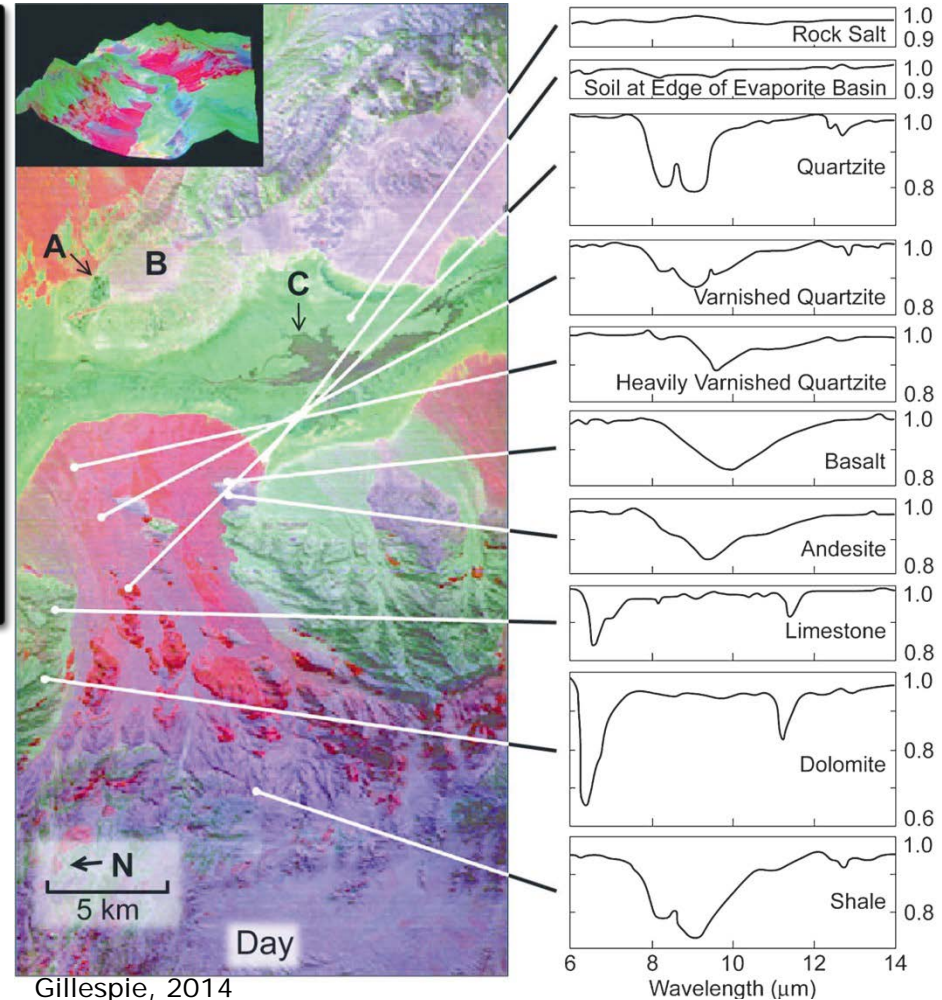 A
B
C
N
5 km
Day
Gillespie, 2014
1.0
Rock Salt
0.9
1.0
Soil at Edge of Evaporite Basin
0.9
1.0
Quartzite
0.8
1.0
Varnished Quartzite
0.8
1.0
Heavily Varnished Quartzite
0.8
1.0
Basalt
0.8
1.0
Andesite
0.8
1.0
Limestone
0.8
1.0
0.8
Dolomite
0.6
1.0
Shale
0.8
6 8 10 12 14
Wavelength (μm)